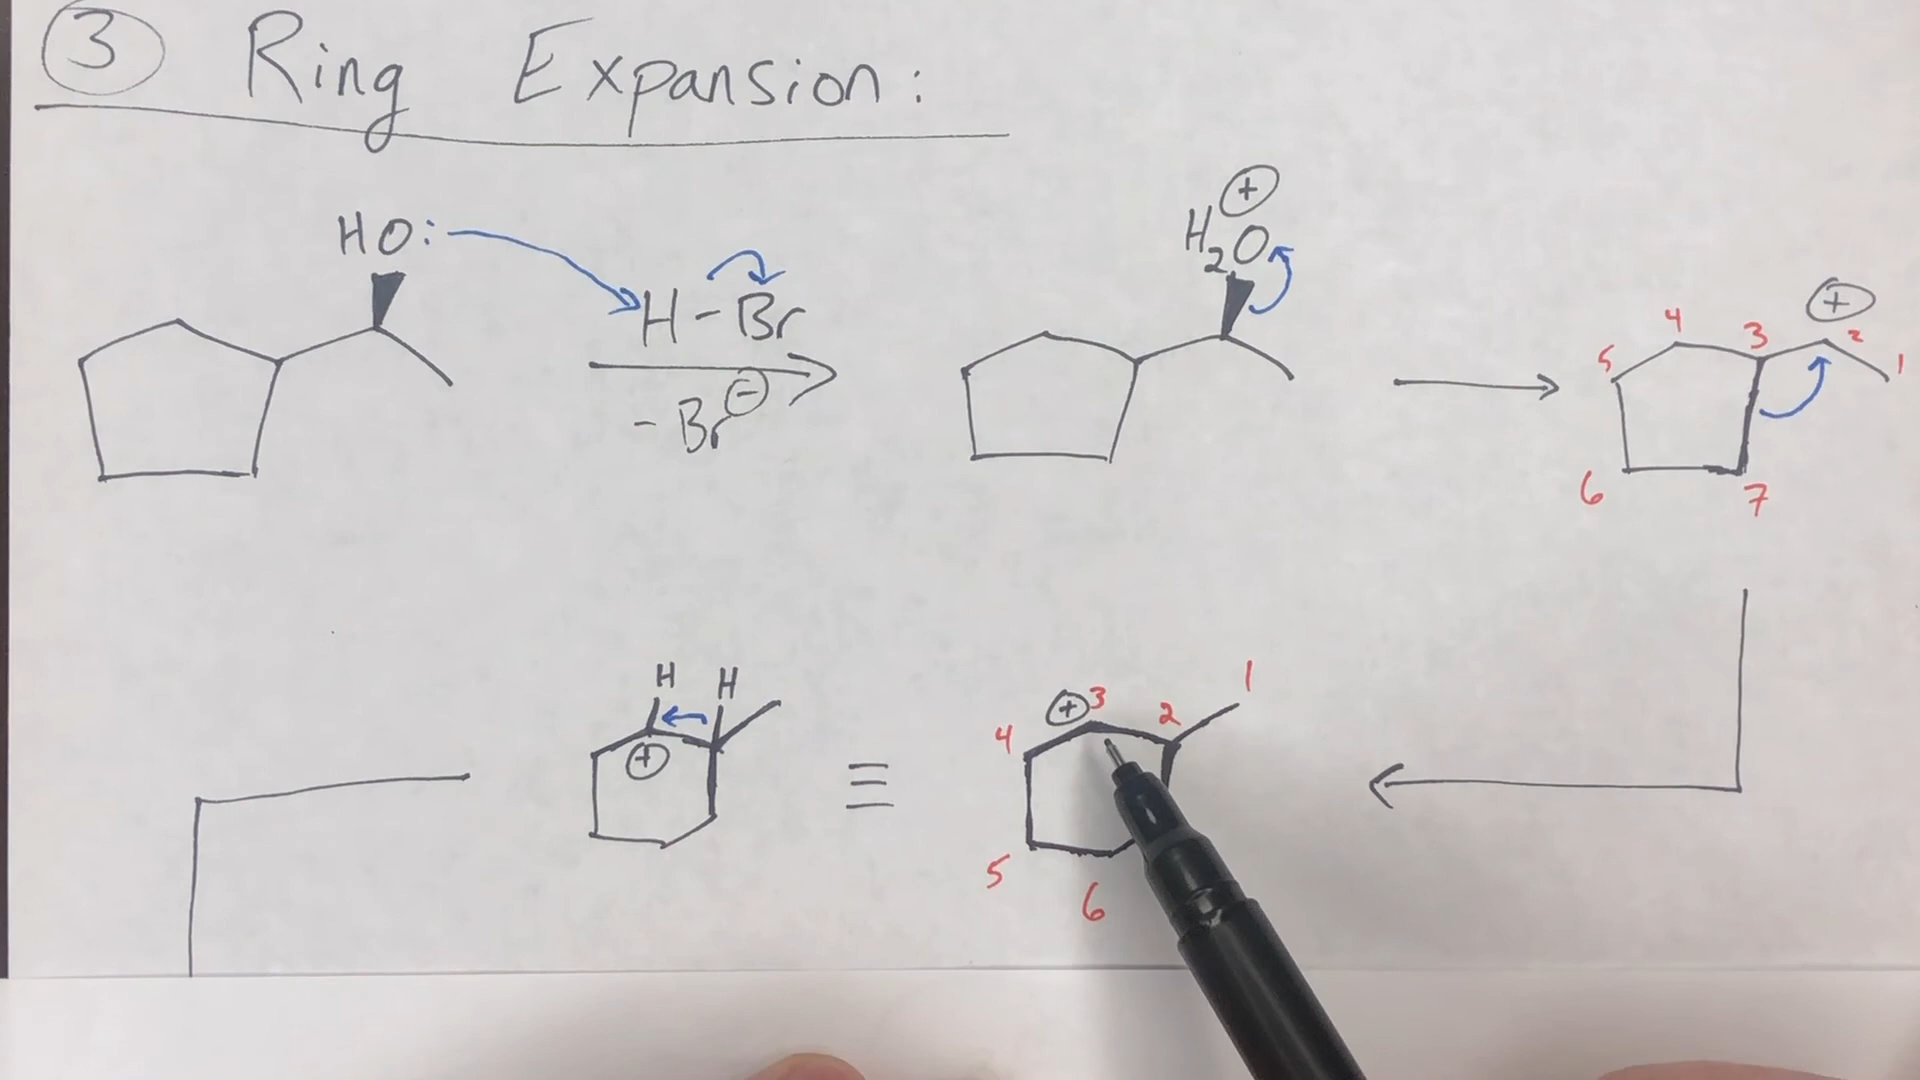 ③ Ring Expansion:
HO:
H-Br
- Br⊖
⊕
H₂O
⊕
4 3 2 1
5
6 7
H H
⊕
⊕ 3 2 1
4
5 6
≡